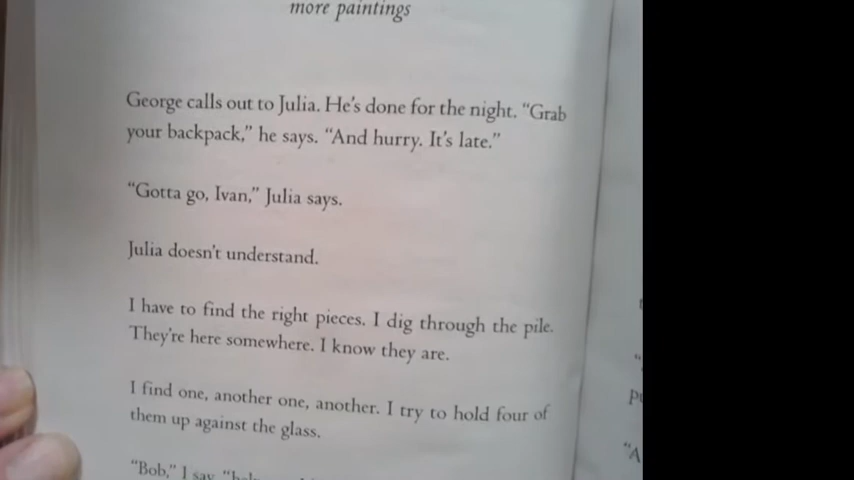 more paintings
George calls out to Julia. He's done for the night. “Grab
your backpack,” he says. “And hurry. It's late.”
“Gotta go, Ivan,” Julia says.
Julia doesn't understand.
I have to find the right pieces. I dig through the pile.
They're here somewhere. I know they are.
I find one, another one, another. I try to hold four of
them up against the glass.
“Bob,” I say,
“A